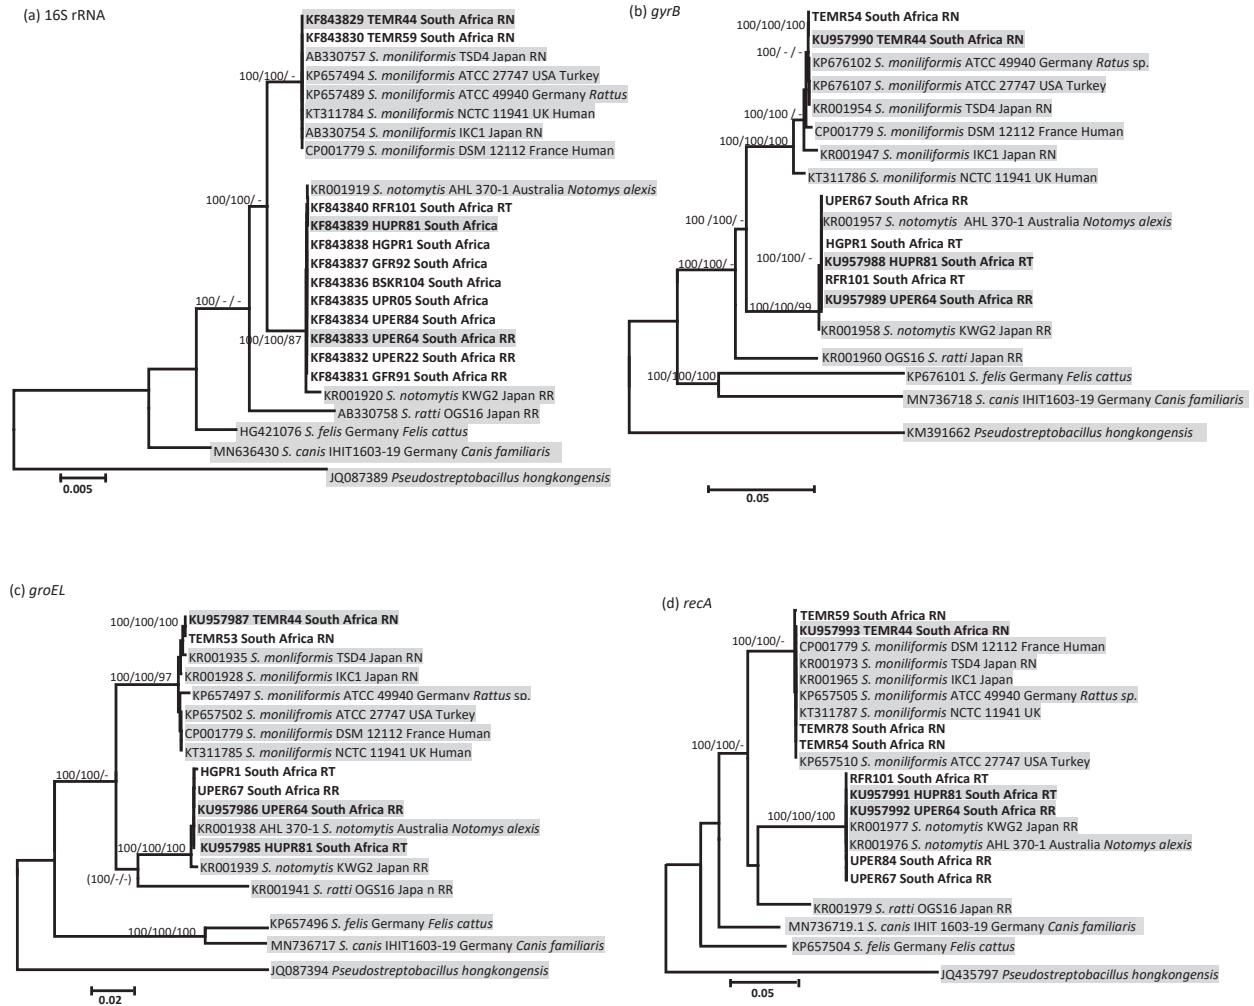 (a) 16S rRNA
KF843829 TEMR44 South Africa RN
KF843830 TEMR59 South Africa RN
AB330757 S. moniliformis TSD4 Japan RN
100/100/ -
KP657494 S. moniliformis ATCC 27747 USA Turkey
KP657489 S. moniliformis ATCC 49940 Germany Rattus
KT311784 S. moniliformis NCTC 11941 UK Human
AB330754 S. moniliformis IKC1 Japan RN
CP001779 S. moniliformis DSM 12112 France Human
KR001919 S. notomytis AHL 370-1 Australia Notomys alexis
100/100/ -
KF843840 RFR101 South Africa RT
KF843839 HUPR81 South Africa
KF843838 HGPR1 South Africa
KF843837 GFR92 South Africa
KF843836 BSKR104 South Africa
100/ - / -
KF843835 UPR05 South Africa
KF843834 UPER84 South Africa
100/100/87
KF843833 UPER64 South Africa RR
KF843832 UPER22 South Africa RR
KF843831 GFR91 South Africa RR
KR001920 S. notomytis KWG2 Japan RR
AB330758 S. ratti OGS16 Japan RR
HG421076 S. felis Germany Felis cattus
MN636430 S. canis IHIT1603-19 Germany Canis familiaris
JQ087389 Pseudostreptobacillus hongkongensis
0.005
(b) gyrB
TEMR54 South Africa RN
100/100/100
KU957990 TEMR44 South Africa RN
100/ - / -
KP676102 S. moniliformis ATCC 49940 Germany Ratus sp.
KP676107 S. moniliformis ATCC 27747 USA Turkey
KR001954 S. moniliformis TSD4 Japan RN
100/100 / -
CP001779 S. moniliformis DSM 12112 France Human
100/100/100
KR001947 S. moniliformis IKC1 Japan RN
KT311786 S. moniliformis NCTC 11941 UK Human
UPER67 South Africa RR
100 /100/ -
KR001957 S. notomytis AHL 370-1 Australia Notomys alexis
HGPR1 South Africa RT
100/100/ -
100/100/ -
KU957988 HUPR81 South Africa RT
RFR101 South Africa RT
KU957989 UPER64 South Africa RR
100/100/99
KR001958 S. notomytis KWG2 Japan RR
KR001960 OGS16 S. ratti Japan RR
100/100/100
KP676101 S. felis Germany Felis cattus
MN736718 S. canis IHIT1603-19 Germany Canis familiaris
KM391662 Pseudostreptobacillus hongkongensis
0.05
(c) groEL
100/100/100
KU957987 TEMR44 South Africa RN
TEMR53 South Africa RN
KR001935 S. moniliformis TSD4 Japan RN
100/100/97
KR001928 S. moniliformis IKC1 Japan RN
KP657497 S. moniliformis ATCC 49940 Germany Rattus sp.
KP657502 S. monilifromis ATCC 27747 USA Turkey
CP001779 S. moniliformis DSM 12112 France Human
KT311785 S. moniliformis NCTC 11941 UK Human
100/100/-
HGPR1 South Africa RT
UPER67 South Africa RR
KU957986 UPER64 South Africa RR
KR001938 AHL 370-1 S. notomytis Australia Notomys alexis
100/100/100
KU957985 HUPR81 South Africa RT
KR001939 S. notomytis KWG2 Japan RR
(100/-/-)
KR001941 S. ratti OGS16 Japa n RR
100/100/100
KP657496 S. felis Germany Felis cattus
MN736717 S. canis IHIT1603-19 Germany Canis familiaris
JQ087394 Pseudostreptobacillus hongkongensis
0.02
(d) recA
TEMR59 South Africa RN
KU957993 TEMR44 South Africa RN
100/100/-
CP001779 S. moniliformis DSM 12112 France Human
KR001973 S. moniliformis TSD4 Japan RN
KR001965 S. moniliformis IKC1 Japan
KP657505 S. moniliformis ATCC 49940 Germany Rattus sp.
KT311787 S. moniliformis NCTC 11941 UK
TEMR78 South Africa RN
100/100/-
TEMR54 South Africa RN
KP657510 S. moniliformis ATCC 27747 USA Turkey
RFR101 South Africa RT
KU957991 HUPR81 South Africa RT
KU957992 UPER64 South Africa RR
100/100/100
KR001977 S. notomytis KWG2 Japan RR
KR001976 S. notomytis AHL 370-1 Australia Notomys alexis
UPER84 South Africa RR
UPER67 South Africa RR
KR001979 S. ratti OGS16 Japan RR
MN736719.1 S. canis IHIT 1603-19 Germany Canis familiaris
KP657504 S. felis Germany Felis cattus
JQ435797 Pseudostreptobacillus hongkongensis
0.05